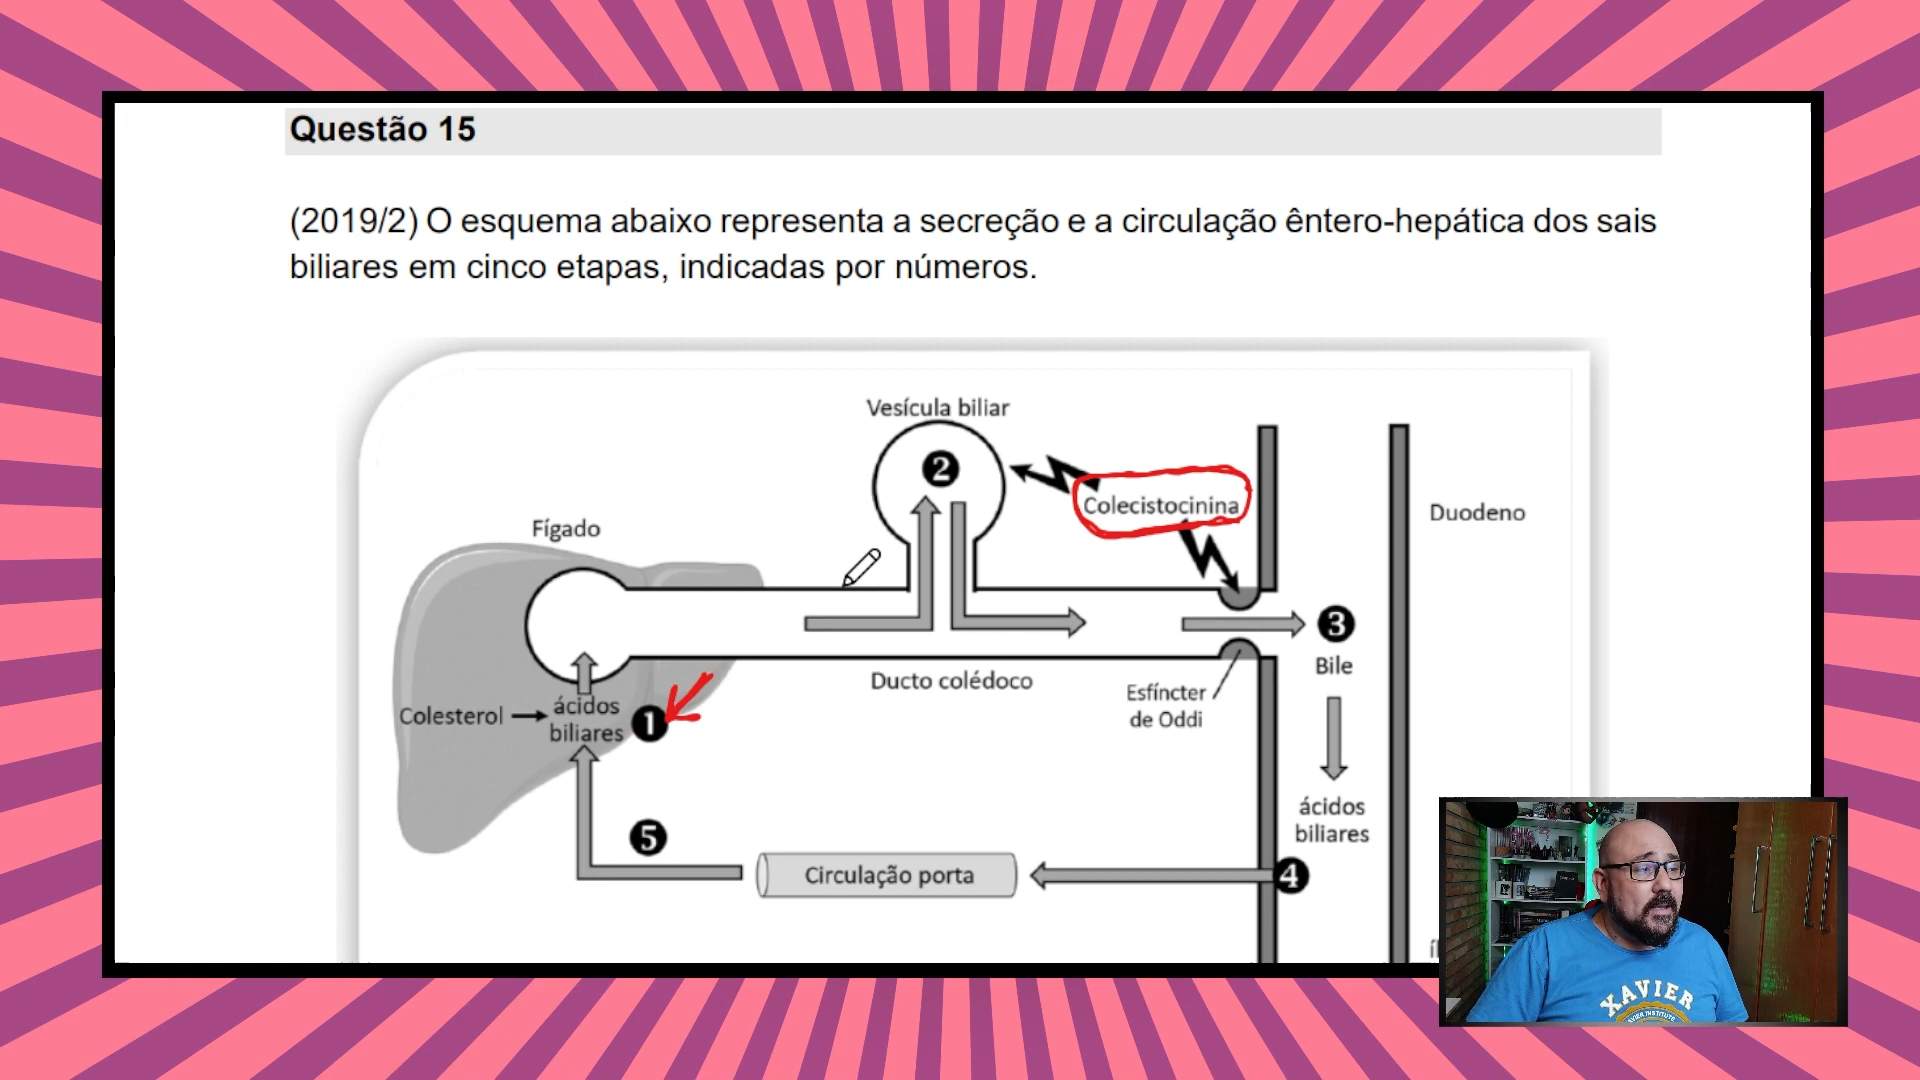 Questão 15
(2019/2) O esquema abaixo representa a secreção e a circulação êntero-hepática dos sais
biliares em cinco etapas, indicadas por números.
Vesícula biliar
2
Colecistocinina
Duodeno
Fígado
3
Bile
Ducto colédoco
Esfíncter
de Oddi
Colesterol
ácidos
biliares
1
ácidos
biliares
5
Circulação porta
4
XAVIER